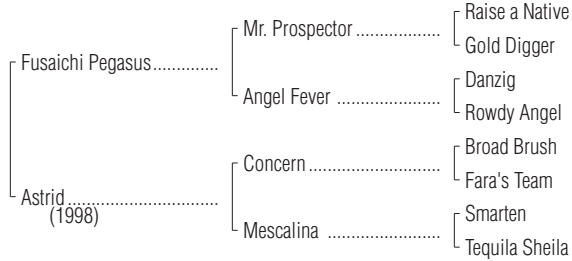 Raise a Native
Mr. Prospector ...................
Gold Digger
Fusaichi Pegasus..............
Danzig
Angel Fever .......................
Rowdy Angel
Broad Brush
Concern.............................
Fara's Team
Astrid................................
(1998)
Smarten
Mescalina .........................
Tequila Sheila